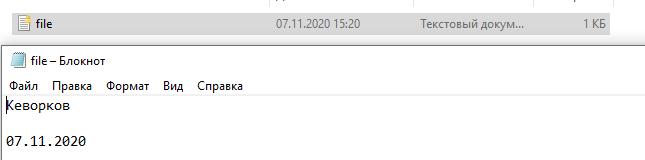 file 07.11.2020 15:20 Текстовый докум... 1 КБ
file – Блокнот
Файл Правка Формат Вид Справка
Кеворков
07.11.2020